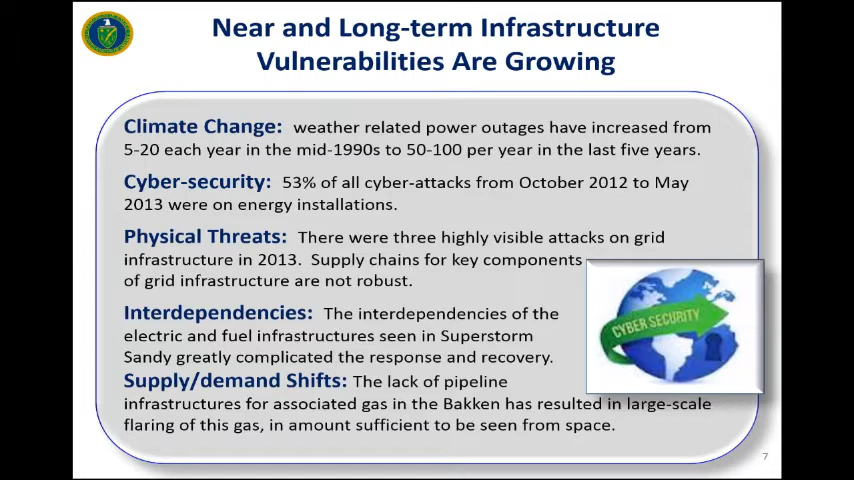 Near and Long-term Infrastructure
Vulnerabilities Are Growing
Climate Change: weather related power outages have increased from
5-20 each year in the mid-1990s to 50-100 per year in the last five years.
Cyber-security: 53% of all cyber-attacks from October 2012 to May
2013 were on energy installations.
Physical Threats: There were three highly visible attacks on grid
infrastructure in 2013. Supply chains for key components
of grid infrastructure are not robust.
Interdependencies: The interdependencies of the
electric and fuel infrastructures seen in Superstorm
Sandy greatly complicated the response and recovery.
CYBER SECURITY
Supply/demand Shifts: The lack of pipeline
infrastructures for associated gas in the Bakken has resulted in large-scale
flaring of this gas, in amount sufficient to be seen from space.
7